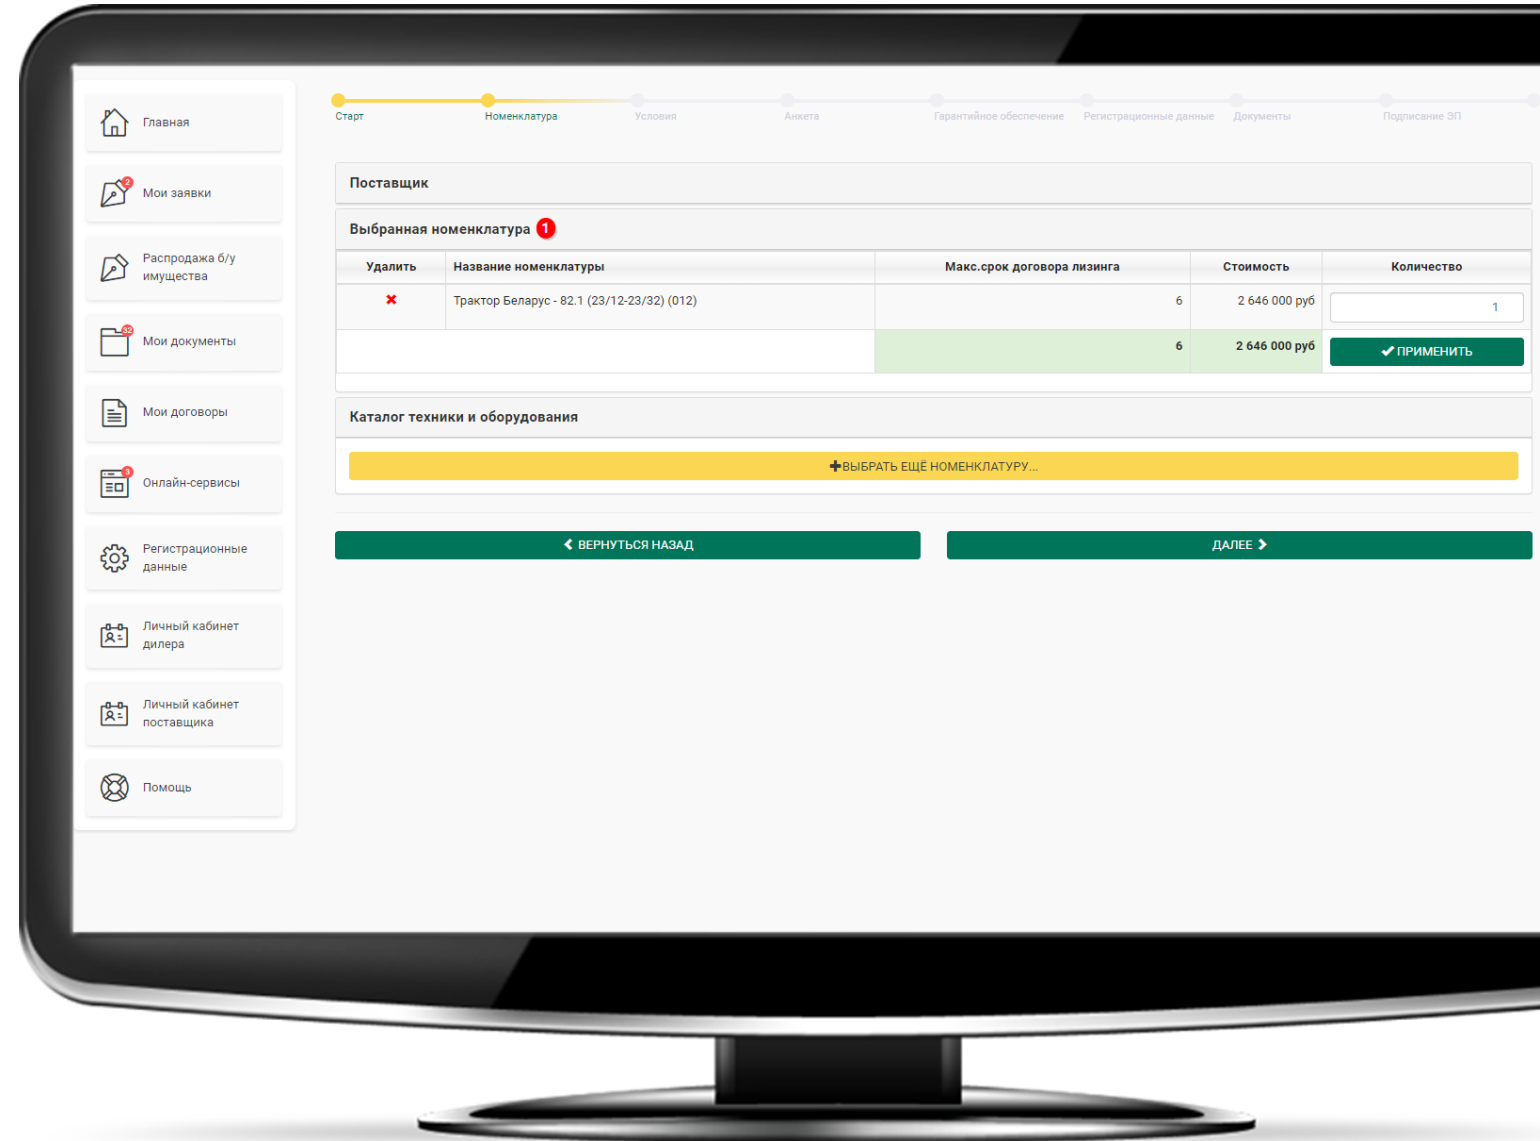 Главная
2
Мои заявки
Распродажа б/у
имущества
32
Мои документы
Мои договоры
3
Онлайн-сервисы
Регистрационные
данные
Личный кабинет
дилера
Личный кабинет
поставщика
Помощь
Старт Номенклатура Условия Анкета Гарантийное обеспечение Регистрационные данные Документы Подписание ЭП
Поставщик
Выбранная номенклатура 1
Удалить Название номенклатуры Макс.срок договора лизинга Стоимость Количество
Трактор Беларус - 82.1 (23/12-23/32) (012) 6 2 646 000 руб 1
6 2 646 000 руб ПРИМЕНИТЬ
Каталог техники и оборудования
ВЫБРАТЬ ЕЩЁ НОМЕНКЛАТУРУ...
ВЕРНУТЬСЯ НАЗАД ДАЛЕЕ